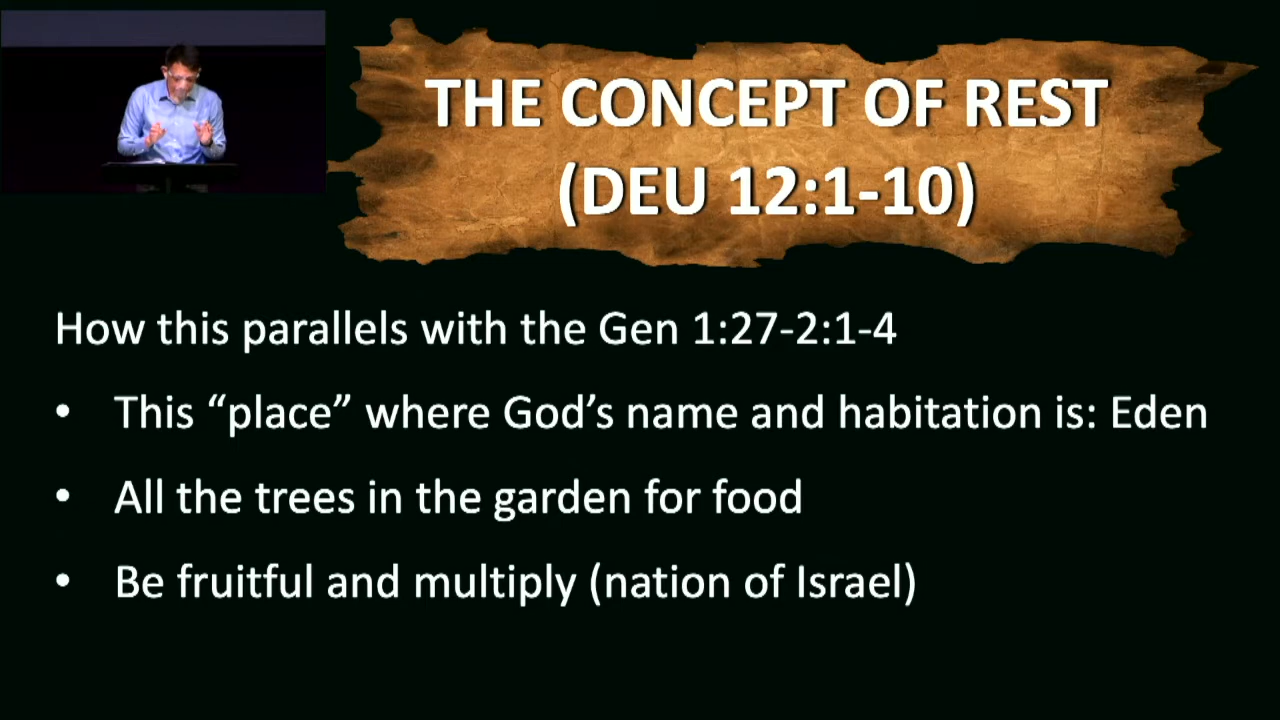 THE CONCEPT OF REST
(DEU 12:1-10)
How this parallels with the Gen 1:27-2:1-4
• This “place” where God’s name and habitation is: Eden
• All the trees in the garden for food
• Be fruitful and multiply (nation of Israel)